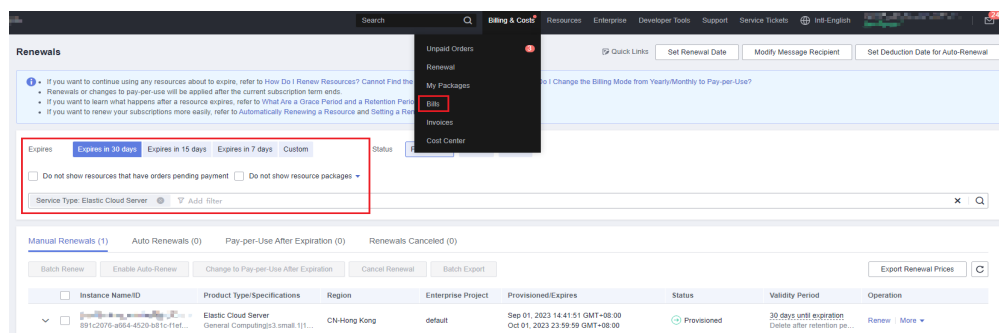 Search Billing & Costs Resources Enterprise Developer Tools Support Service Tickets Intl-English
Renewals
Quick Links Set Renewal Date Modify Message Recipient Set Deduction Date for Auto-Renewal
Unpaid Orders 3
Renewal
My Packages
Bills
Invoices
Cost Center
If you want to continue using any resources about to expire, refer to How Do I Renew Resources? Cannot Find the I Change the Billing Mode from Yearly/Monthly to Pay-per-Use?
Renewals or changes to pay-per-use will be applied after the current subscription term ends.
If you want to learn what happens after a resource expires, refer to What Are a Grace Period and a Retention Perio
If you want to renew your subscriptions more easily, refer to Automatically Renewing a Resource and Setting a Ren
Expires Expires in 30 days Expires in 15 days Expires in 7 days Custom Status
Do not show resources that have orders pending payment Do not show resource packages
Service Type: Elastic Cloud Server Add filter
Manual Renewals (1) Auto Renewals (0) Pay-per-Use After Expiration (0) Renewals Canceled (0)
Batch Renew Enable Auto-Renew Change to Pay-per-Use After Expiration Cancel Renewal Batch Export Export Renewal Prices
Instance Name/ID Product Type/Specifications Region Enterprise Project Provisioned/Expires Status Validity Period Operation
Elastic Cloud Server Sep 01, 2023 14:41:51 GMT+08:00 30 days until expiration
CN-Hong Kong default Provisioned Renew More
891c2076-a664-4520-b81c-f1ef... General Computing|s3.small.1|1... Oct 01, 2023 23:59:59 GMT+08:00 Delete after retention pe...